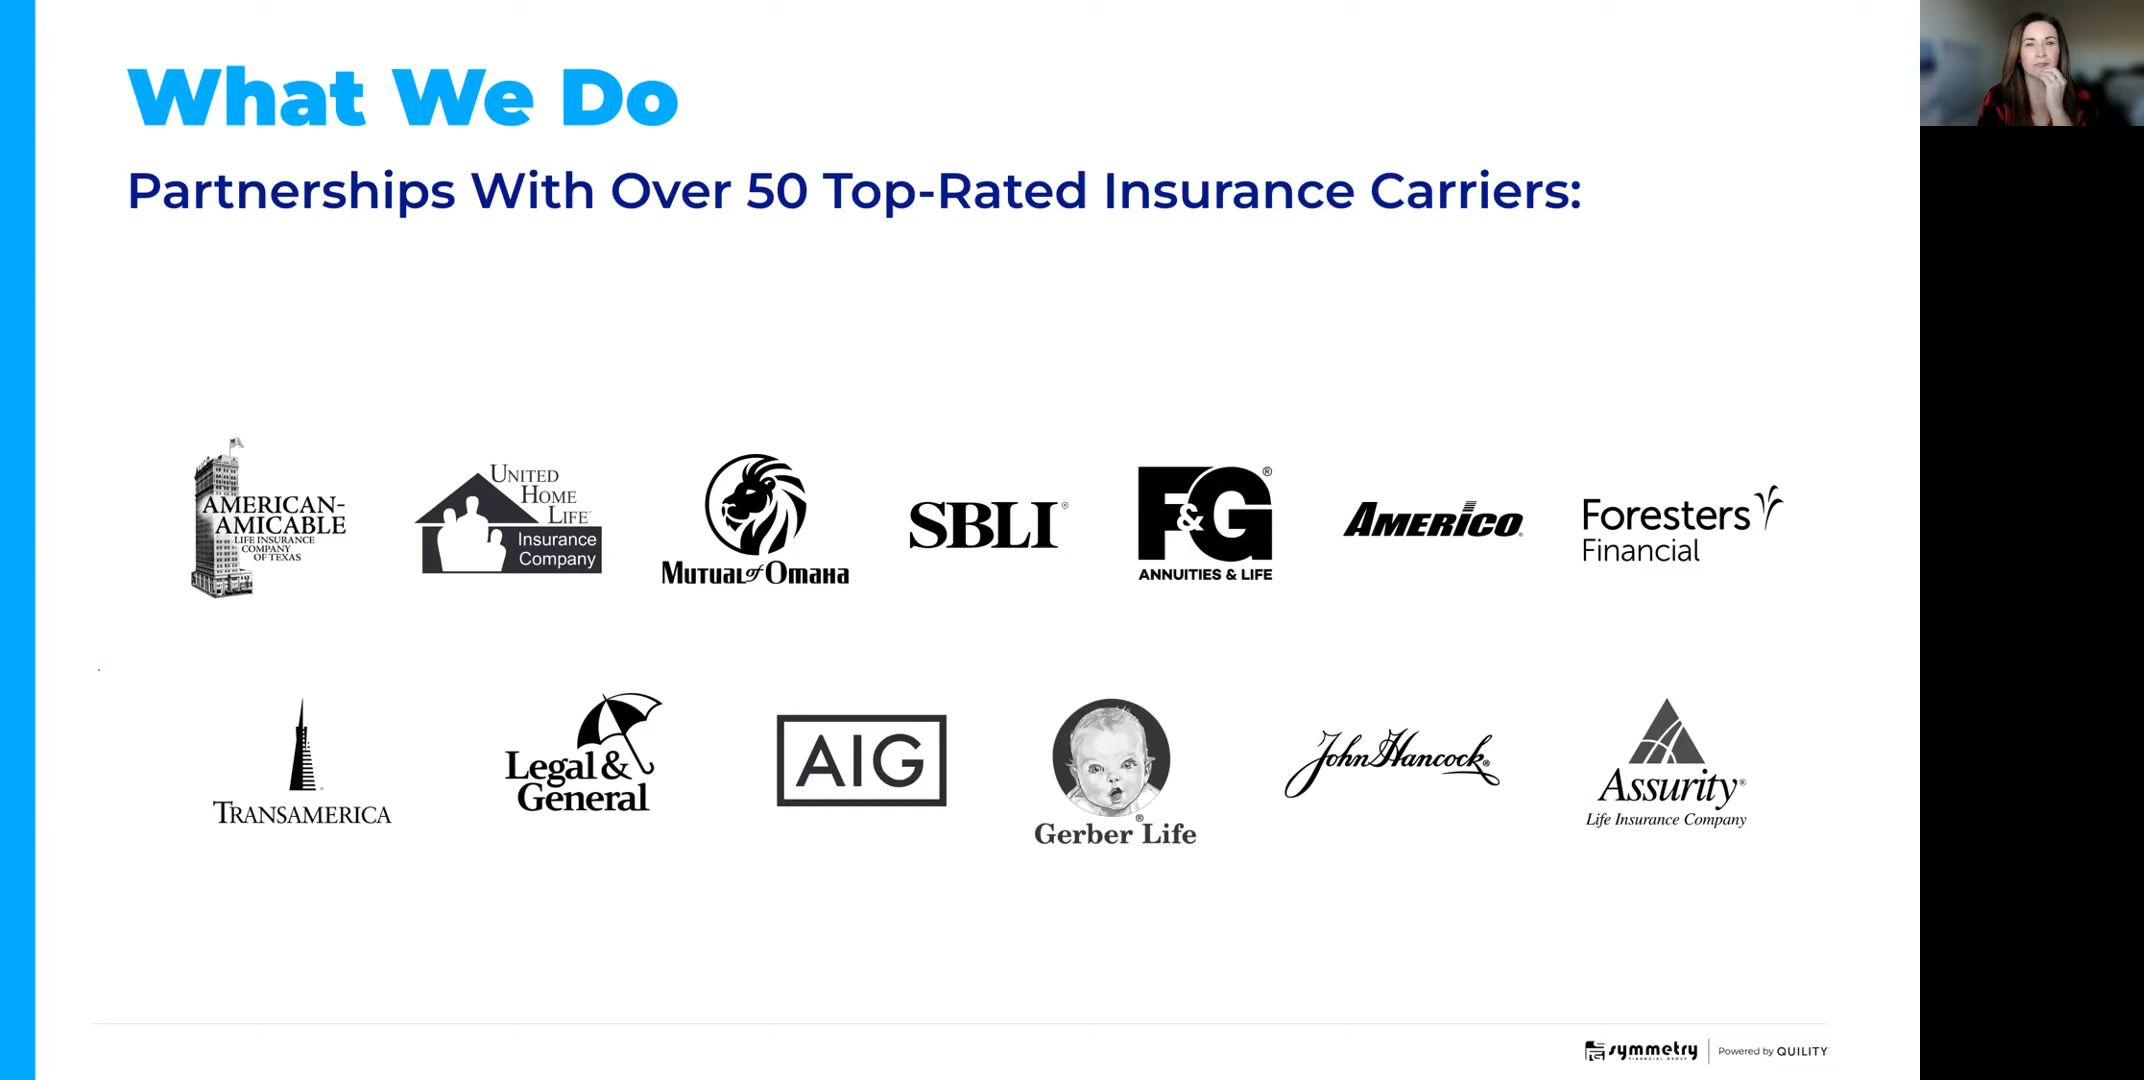 What We Do
Partnerships With Over 50 Top-Rated Insurance Carriers:
AMERICAN-
AMICABLE
LIFE INSURANCE
COMPANY
OF TEXAS
UNITED
HOME
LIFE
Insurance
Company
MUTUAL of OMAHA
SBLI®
F&G®
ANNUITIES & LIFE
AMERICO®
Foresters
Financial
TRANSAMERICA®
Legal &
General
AIG
Gerber® Life
John Hancock®
Assurity®
Life Insurance Company
symmetry
FINANCIAL GROUP
Powered by QUILITY